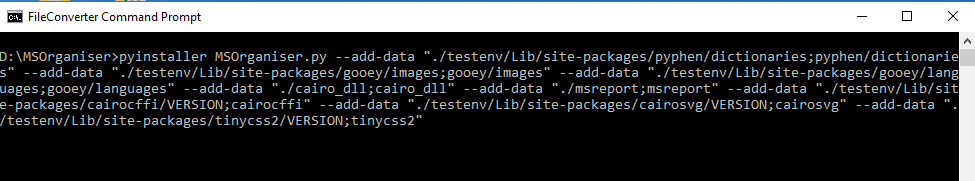 FileConverter Command Prompt
D:\MSOrganiser>pyinstaller MSOrganiser.py --add-data "./testenv/Lib/site-packages/pyphen/dictionaries;pyphen/dictionarie
s" --add-data "./testenv/Lib/site-packages/gooey/images;gooey/images" --add-data "./testenv/Lib/site-packages/gooey/lang
uages;gooey/languages" --add-data "./cairo_dll;cairo_dll" --add-data "./msreport;msreport" --add-data "./testenv/Lib/sit
e-packages/cairocffi/VERSION;cairocffi" --add-data "./testenv/Lib/site-packages/cairosvg/VERSION;cairosvg" --add-data ".
/testenv/Lib/site-packages/tinycss2/VERSION;tinycss2"